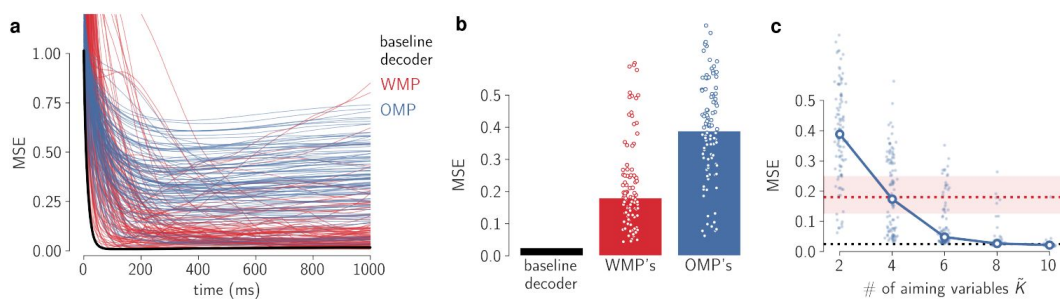 a
MSE
1.00
0.75
0.50
0.25
0.00
0
200
400
600
800
1000
time (ms)
baseline
decoder
WMP
OMP
b
MSE
0.5
0.4
0.3
0.2
0.1
0.0
baseline
decoder
WMP's
OMP's
c
MSE
0.5
0.4
0.3
0.2
0.1
0.0
2
4
6
8
10
# of aiming variables K̃